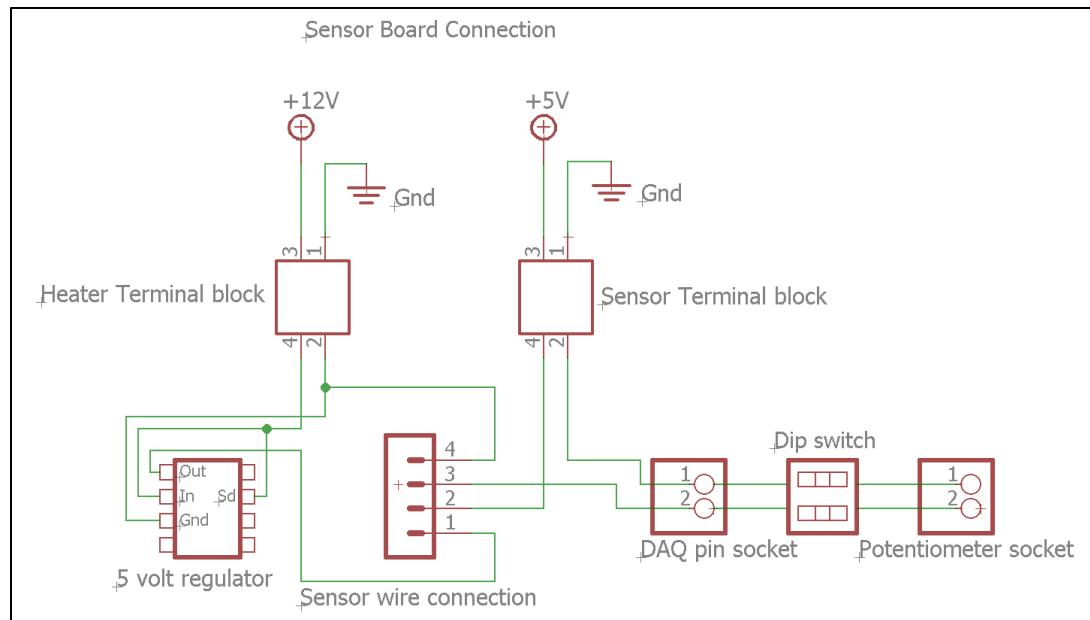 Sensor Board Connection
+12V
+5V
Gnd
Gnd
3 1
3 1
Heater Terminal block
Sensor Terminal block
4 2
4 2
Dip switch
4
3
2
1
Out
In
Sd
Gnd
1
2
1
2
DAQ pin socket
Potentiometer socket
5 volt regulator
Sensor wire connection